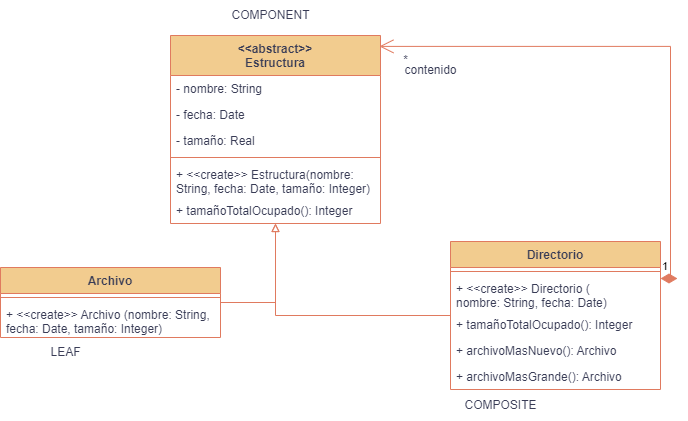 COMPONENT
<<abstract>>
Estructura
- nombre: String
- fecha: Date
- tamaño: Real
+ <<create>> Estructura(nombre:
String, fecha: Date, tamaño: Integer)
+ tamañoTotalOcupado(): Integer
*
contenido
Archivo
+ <<create>> Archivo (nombre: String,
fecha: Date, tamaño: Integer)
LEAF
1
Directorio
+ <<create>> Directorio (
nombre: String, fecha: Date)
+ tamañoTotalOcupado(): Integer
+ archivoMasNuevo(): Archivo
+ archivoMasGrande(): Archivo
COMPOSITE